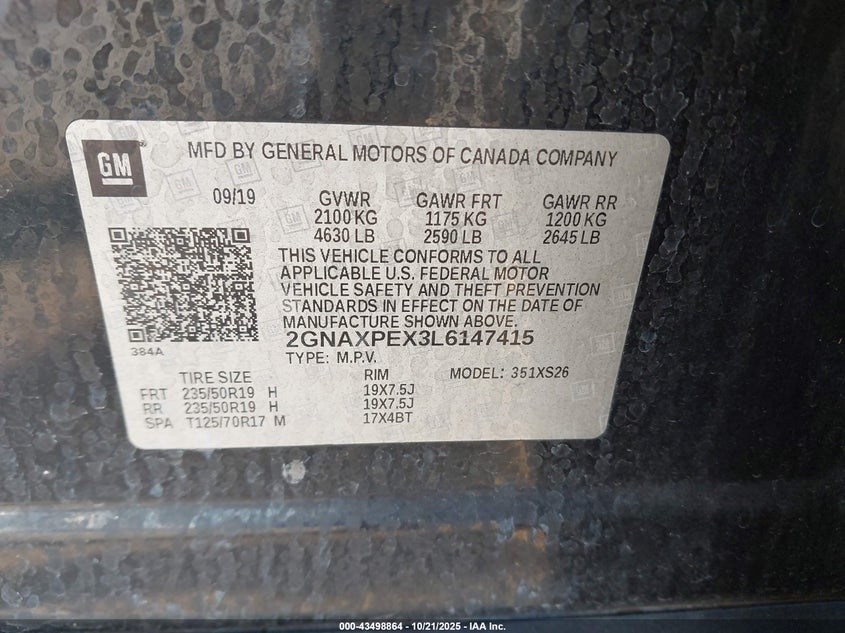 GM
MFD BY GENERAL MOTORS OF CANADA COMPANY
09/19 GVWR GAWR FRT GAWR RR
2100 KG 1175 KG 1200 KG
4630 LB 2590 LB 2645 LB
THIS VEHICLE CONFORMS TO ALL
APPLICABLE U.S. FEDERAL MOTOR
VEHICLE SAFETY AND THEFT PREVENTION
STANDARDS IN EFFECT ON THE DATE OF
MANUFACTURE SHOWN ABOVE.
2GNAXPEX3L6147415
384A
TYPE: M.P.V.
TIRE SIZE RIM MODEL: 351XS26
FRT 235/50R19 H 19X7.5J
RR 235/50R19 H 19X7.5J
SPA T125/70R17 M 17X4BT
000-43498864 - 10/21/2025 - IAA Inc.